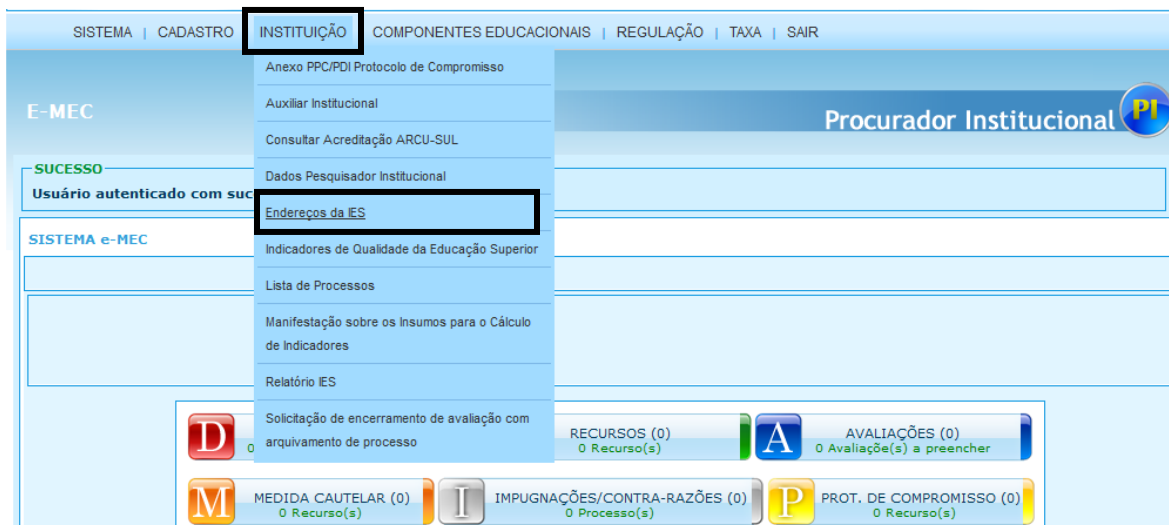 SISTEMA | CADASTRO INSTITUIÇÃO COMPONENTES EDUCACIONAIS | REGULAÇÃO | TAXA | SAIR
Anexo PPC/PDI Protocolo de Compromisso
Auxiliar Institucional
Consultar Acreditação ARCU-SUL
Dados Pesquisador Institucional
Endereços da IES
Indicadores de Qualidade da Educação Superior
Lista de Processos
Manifestação sobre os Insumos para o Cálculo
de Indicadores
Relatório IES
Solicitação de encerramento de avaliação com
arquivamento de processo
E-MEC
Procurador Institucional PI
SUCESSO
Usuário autenticado com suc
SISTEMA e-MEC
D
0
RECURSOS (0)
0 Recurso(s)
A
AVALIAÇÕES (0)
0 Avaliaçõe(s) a preencher
M
MEDIDA CAUTELAR (0)
0 Recurso(s)
I
IMPUGNAÇÕES/CONTRA-RAZÕES (0)
0 Processo(s)
P
PROT. DE COMPROMISSO (0)
0 Recurso(s)